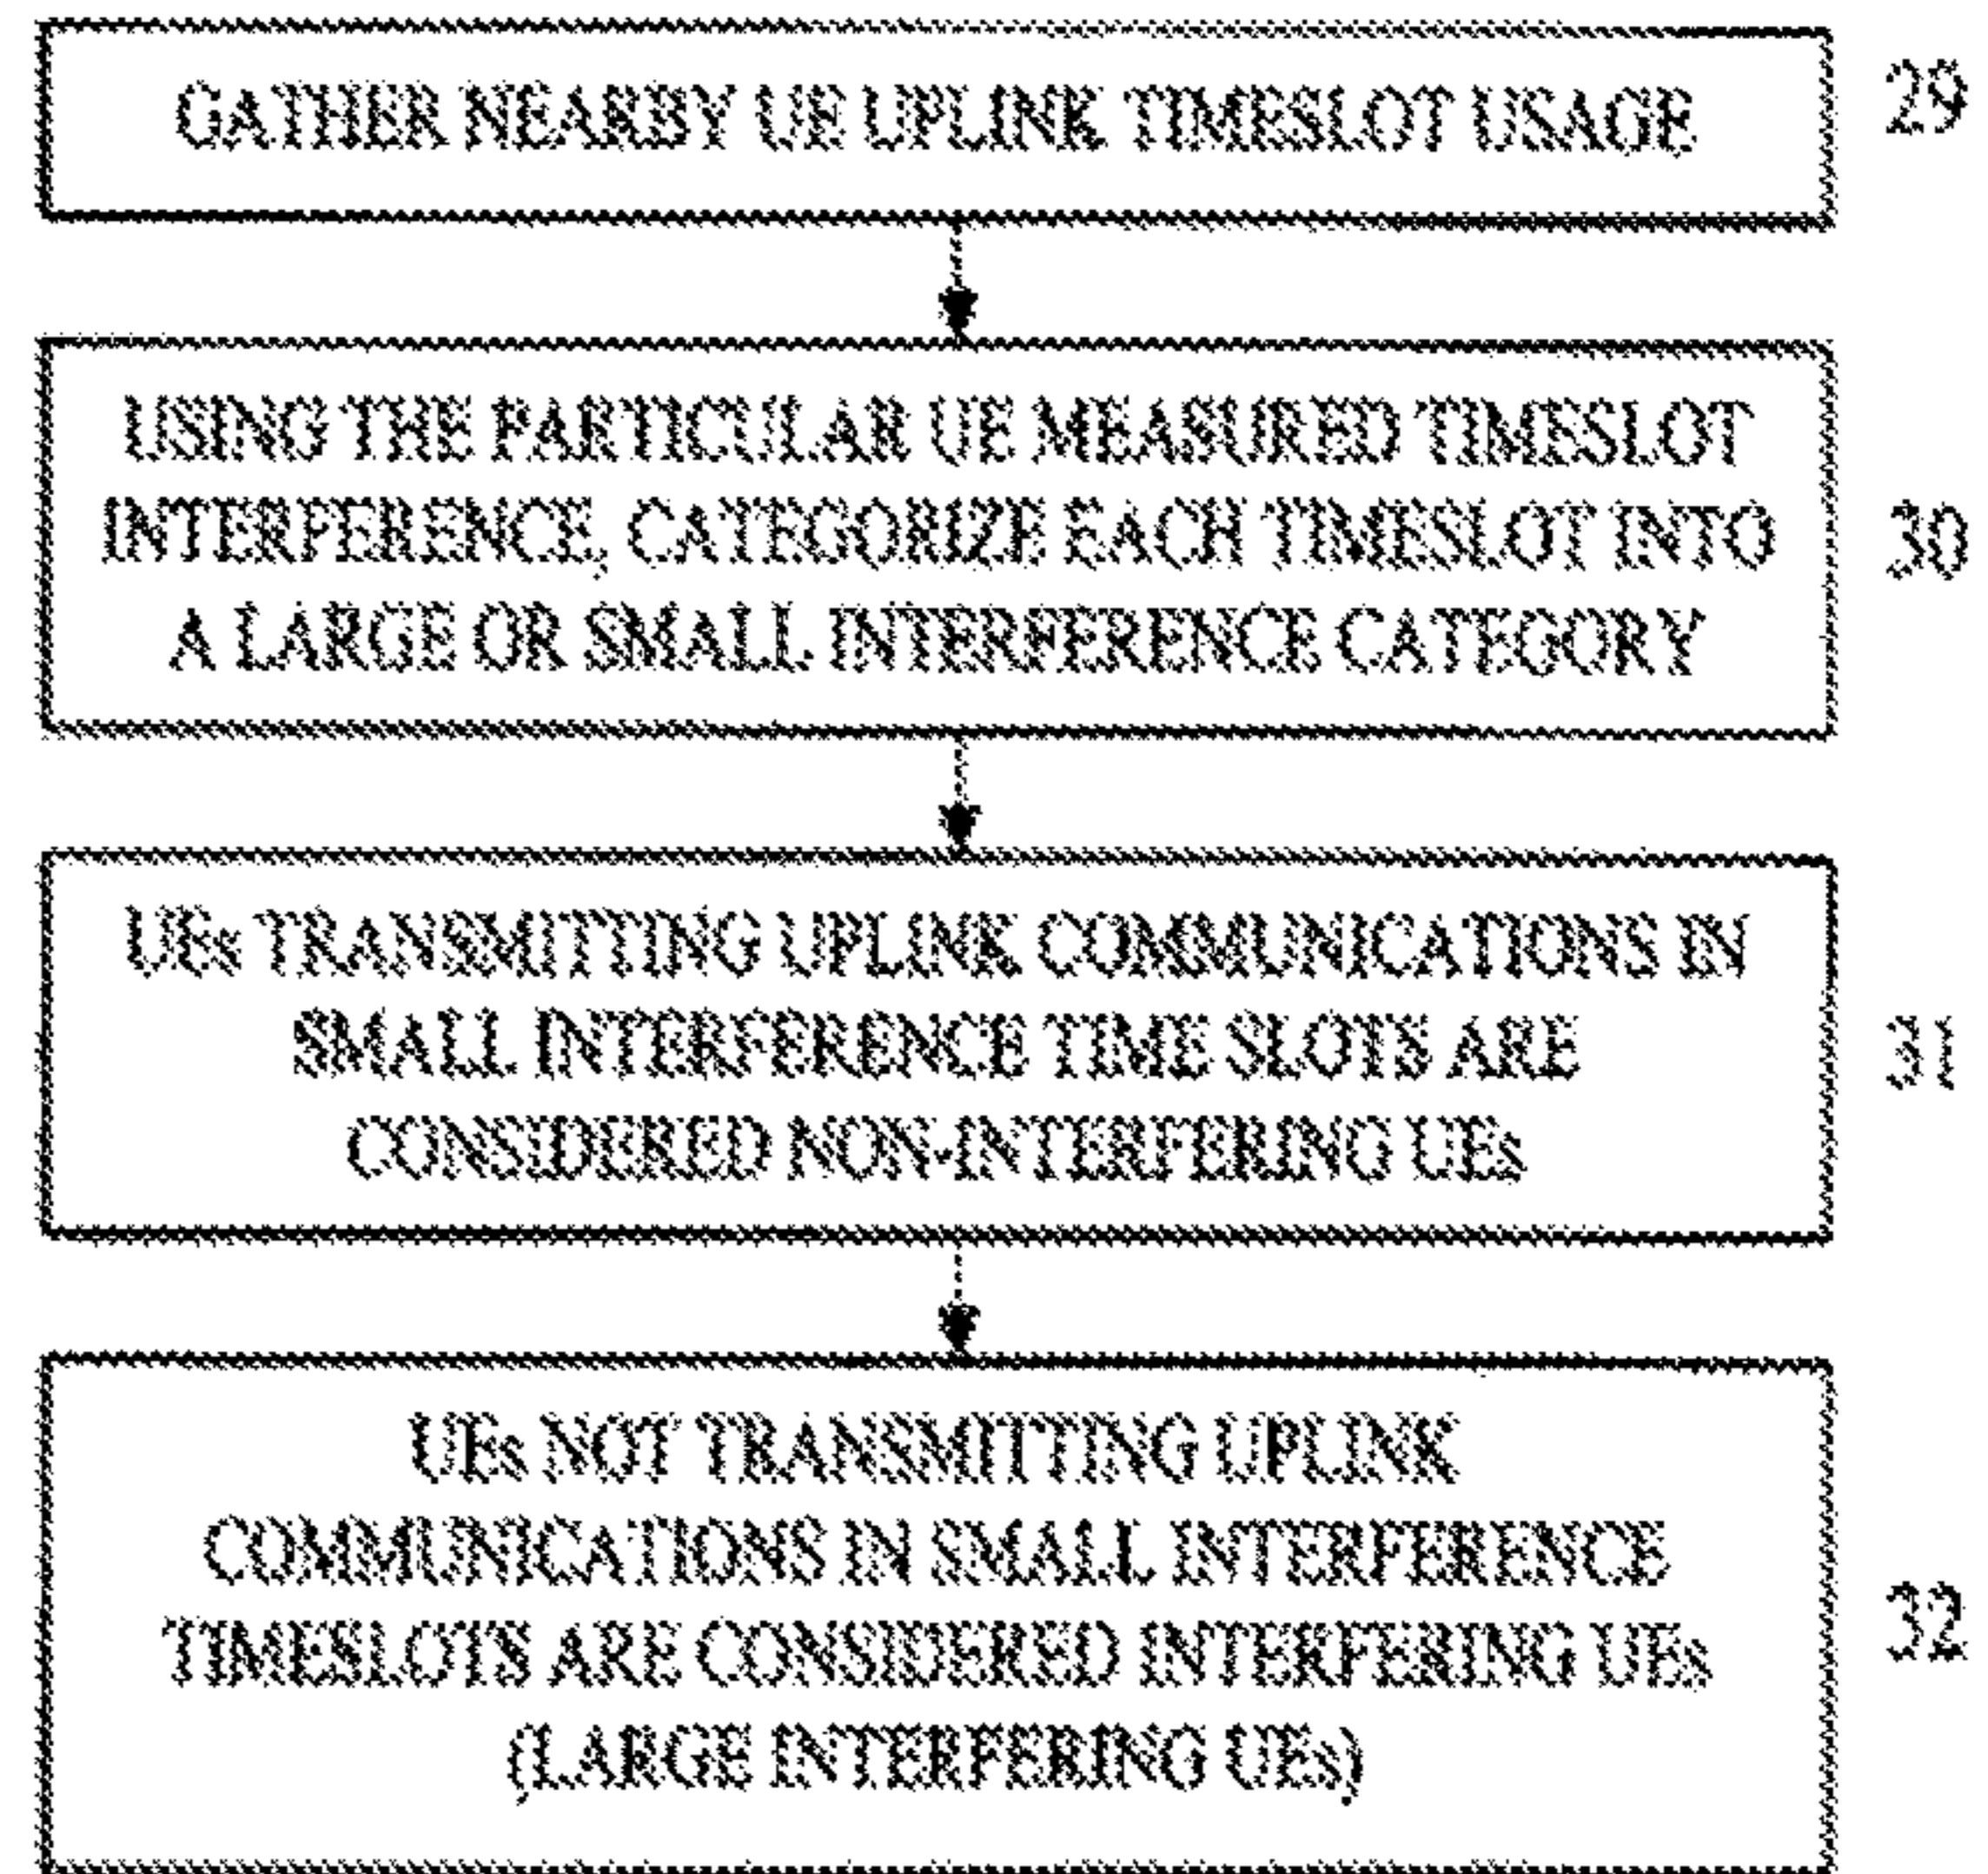 GATHER NEARBY UE UPLINK TIMESLOT USAGE
29
USING THE PARTICULAR UE MEASURED TIMESLOT
INTERFERENCE, CATEGORIZE EACH TIMESLOT INTO
A LARGE OR SMALL INTERFERENCE CATEGORY
30
UEs TRANSMITTING UPLINK COMMUNICATIONS IN
SMALL INTERFERENCE TIME SLOTS ARE
CONSIDERED NON-INTERFERING UEs
31
UEs NOT TRANSMITTING UPLINK
COMMUNICATIONS IN SMALL INTERFERENCE
TIMESLOTS ARE CONSIDERED INTERFERING UEs
(LARGE INTERFERING UEs)
32